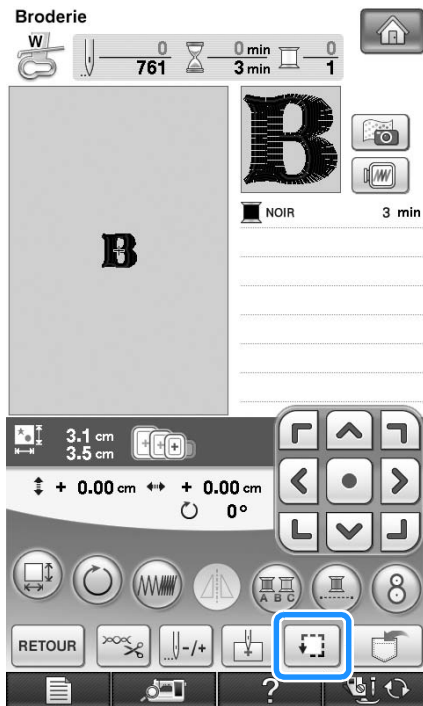 Broderie
W
0 0 min 0
761 3 min 1
B
NOIR 3 min
B
3.1 cm
3.5 cm
+ 0.00 cm + 0.00 cm
0°
A B C
8
RETOUR -/+
?